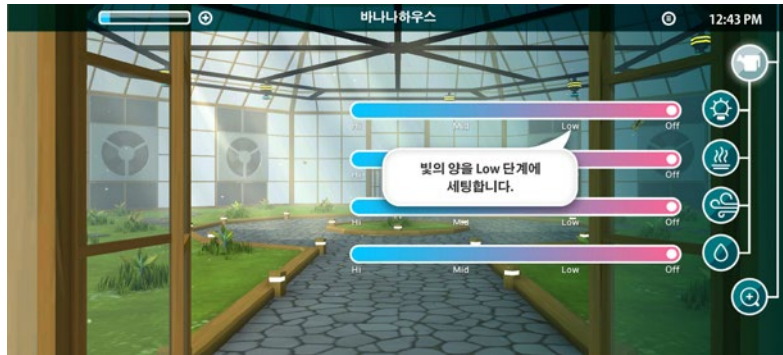 바나나하우스
12:43 PM
Hi Mid Low Off
빛의 양을 Low 단계에
세팅합니다.
Hi Off
Hi Mid Low Off
Hi Mid Low Off